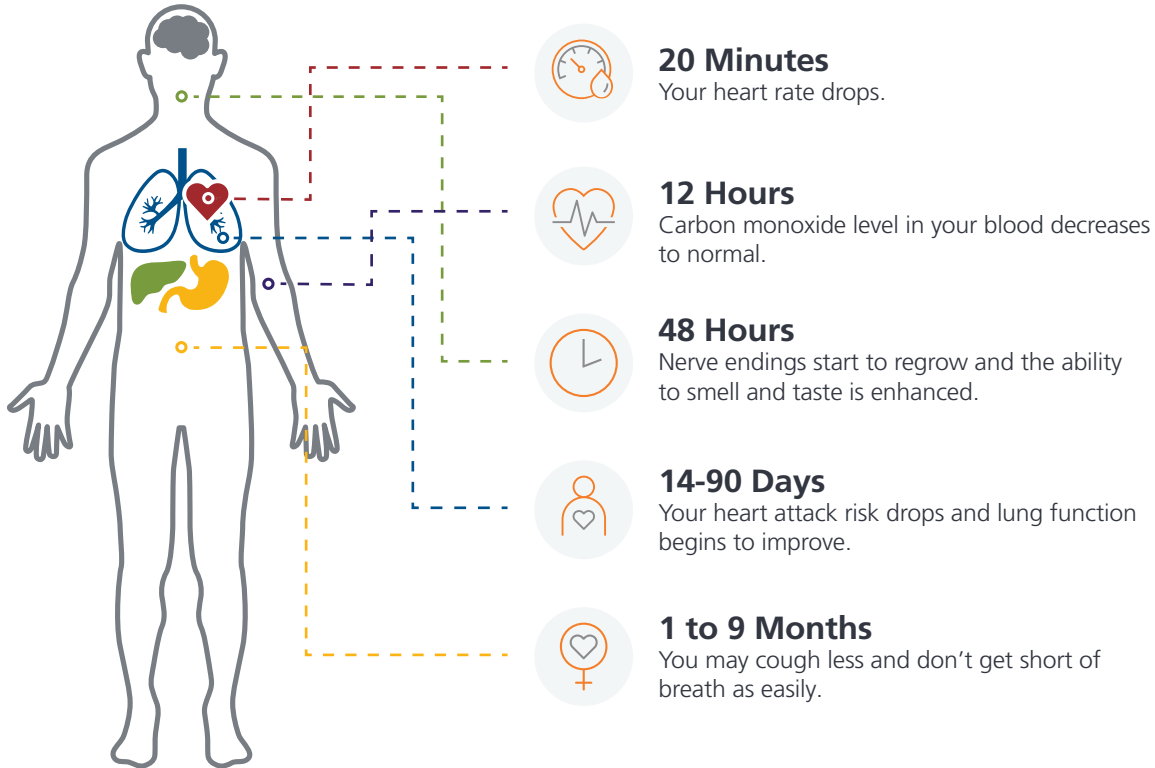 20 Minutes
Your heart rate drops.
12 Hours
Carbon monoxide level in your blood decreases
to normal.
48 Hours
Nerve endings start to regrow and the ability
to smell and taste is enhanced.
14-90 Days
Your heart attack risk drops and lung function
begins to improve.
1 to 9 Months
You may cough less and don’t get short of
breath as easily.